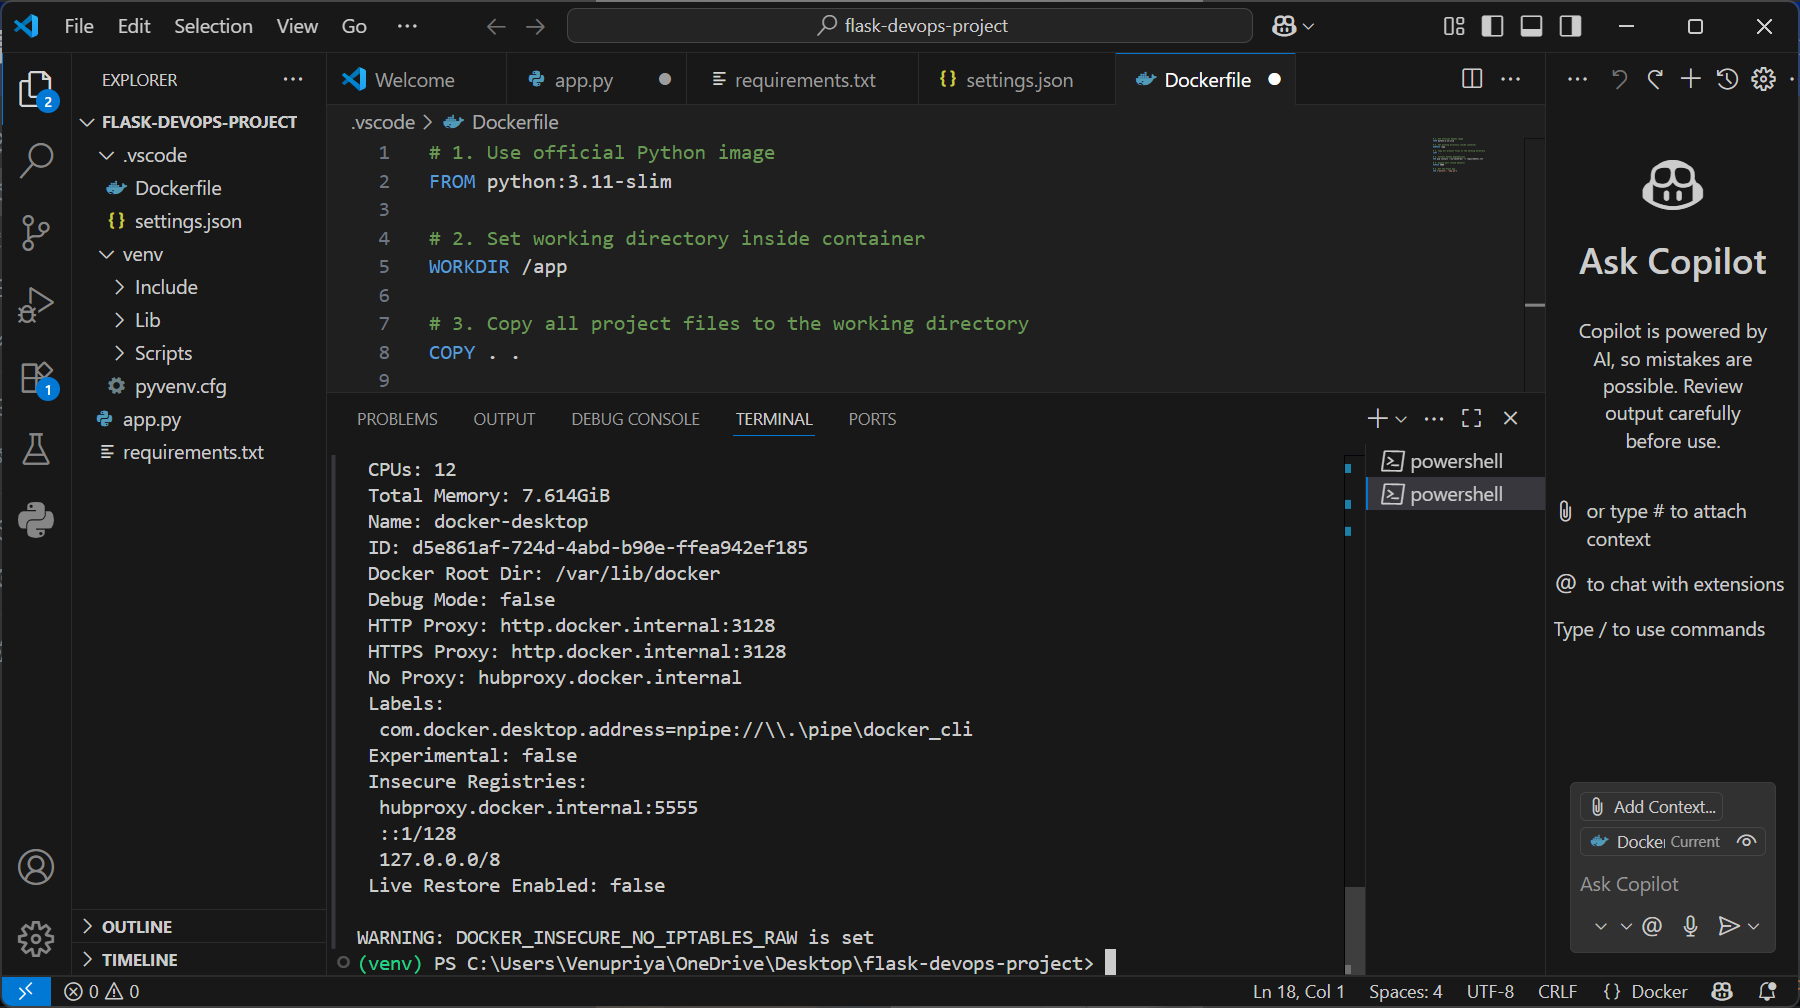 File Edit Selection View Go ··· flask-devops-project
EXPLORER ···
2
FLASK-DEVOPS-PROJECT
.vscode
Dockerfile
{} settings.json
venv
Include
Lib
Scripts
pyvenv.cfg
app.py
requirements.txt
1
OUTLINE
TIMELINE
Welcome app.py requirements.txt {} settings.json Dockerfile
.vscode > Dockerfile
1 # 1. Use official Python image
2 FROM python:3.11-slim
3
4 # 2. Set working directory inside container
5 WORKDIR /app
6
7 # 3. Copy all project files to the working directory
8 COPY . .
9
PROBLEMS OUTPUT DEBUG CONSOLE TERMINAL PORTS
CPUs: 12
Total Memory: 7.614GiB
Name: docker-desktop
ID: d5e861af-724d-4abd-b90e-ffea942ef185
Docker Root Dir: /var/lib/docker
Debug Mode: false
HTTP Proxy: http.docker.internal:3128
HTTPS Proxy: http.docker.internal:3128
No Proxy: hubproxy.docker.internal
Labels:
com.docker.desktop.address=npipe://\\.\pipe\docker_cli
Experimental: false
Insecure Registries:
hubproxy.docker.internal:5555
::1/128
127.0.0.0/8
Live Restore Enabled: false
WARNING: DOCKER_INSECURE_NO_IPTABLES_RAW is set
(venv) PS C:\Users\Venupriya\OneDrive\Desktop\flask-devops-project>
powershell
powershell
Ask Copilot
Copilot is powered by
AI, so mistakes are
possible. Review
output carefully
before use.
or type # to attach
context
@ to chat with extensions
Type / to use commands
Add Context...
Docker Current
Ask Copilot
@
0 0
Ln 18, Col 1 Spaces: 4 UTF-8 CRLF {} Docker